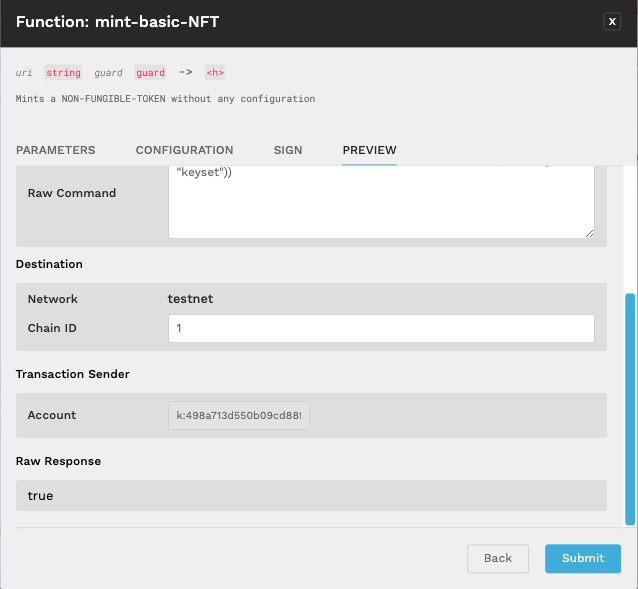 Function: mint-basic-NFT
X
uri string guard guard -> <h>
Mints a NON-FUNGIBLE-TOKEN without any configuration
PARAMETERS CONFIGURATION SIGN PREVIEW
"keyset"))
Raw Command
Destination
Network testnet
Chain ID 1
Transaction Sender
Account k:498a713d550b09cd88
Raw Response
true
Back Submit